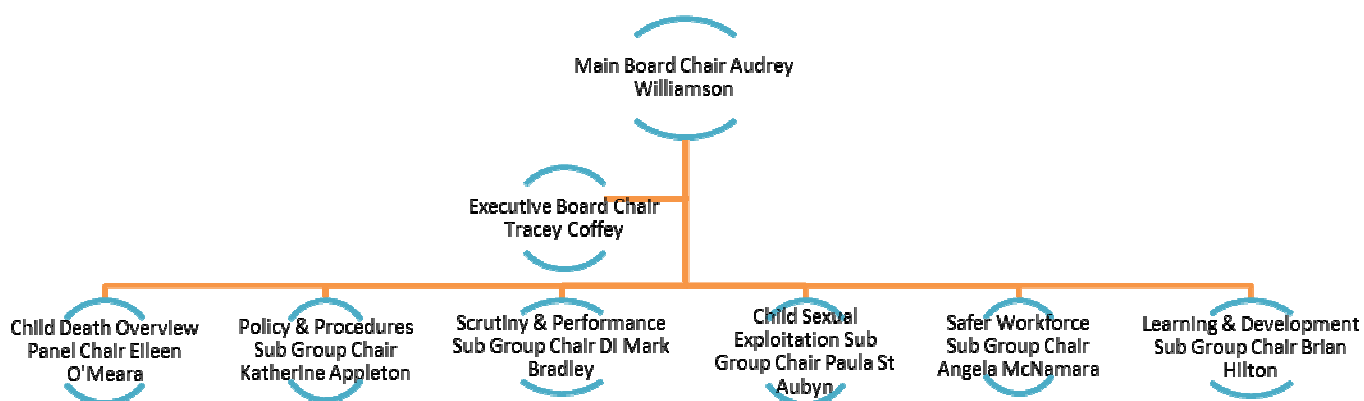 Main Board Chair Audrey
Williamson
Executive Board Chair
Tracey Coffey
Child Death Overview
Panel Chair Eileen
O'Meara
Policy & Procedures
Sub Group Chair
Katherine Appleton
Scrutiny & Performance
Sub Group Chair DI Mark
Bradley
Child Sexual
Exploitation Sub
Group Chair Paula St
Aubyn
Safer Workforce
Sub Group Chair
Angela McNamara
Learning & Development
Sub Group Chair Brian
Hilton